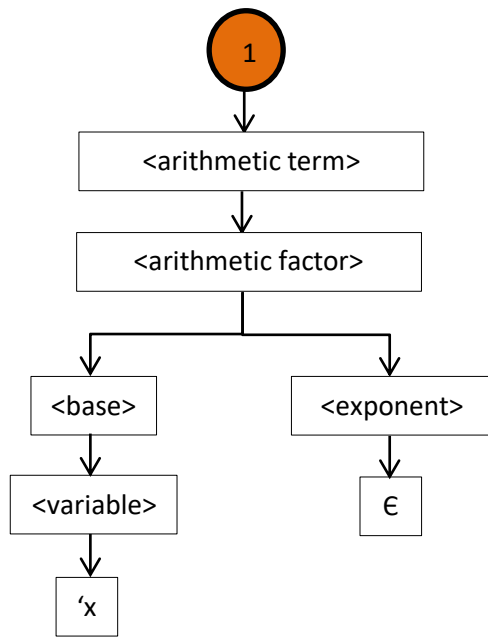 1
<arithmetic term>
<arithmetic factor>
<base>
<exponent>
<variable>
Є
‘x